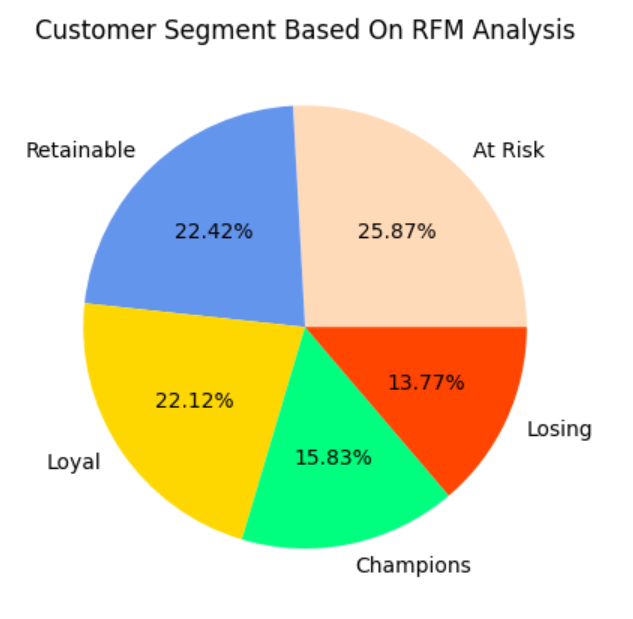 Customer Segment Based On RFM Analysis
Retainable
At Risk
22.42%
25.87%
13.77%
22.12%
Losing
15.83%
Loyal
Champions